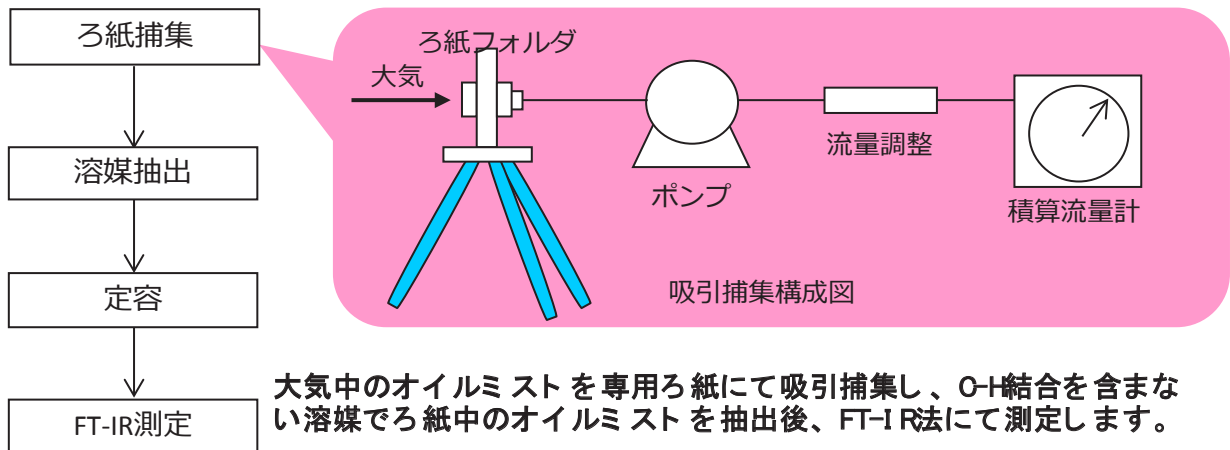 ろ紙捕集
溶媒抽出
定容
FT-IR測定
ろ紙フォルダ
大気
ポンプ
流量調整
積算流量計
吸引捕集構成図
大気中のオイルミストを専用ろ紙にて吸引捕集し、O-H結合を含まな
い溶媒でろ紙中のオイルミストを抽出後、FT-IR法にて測定します。